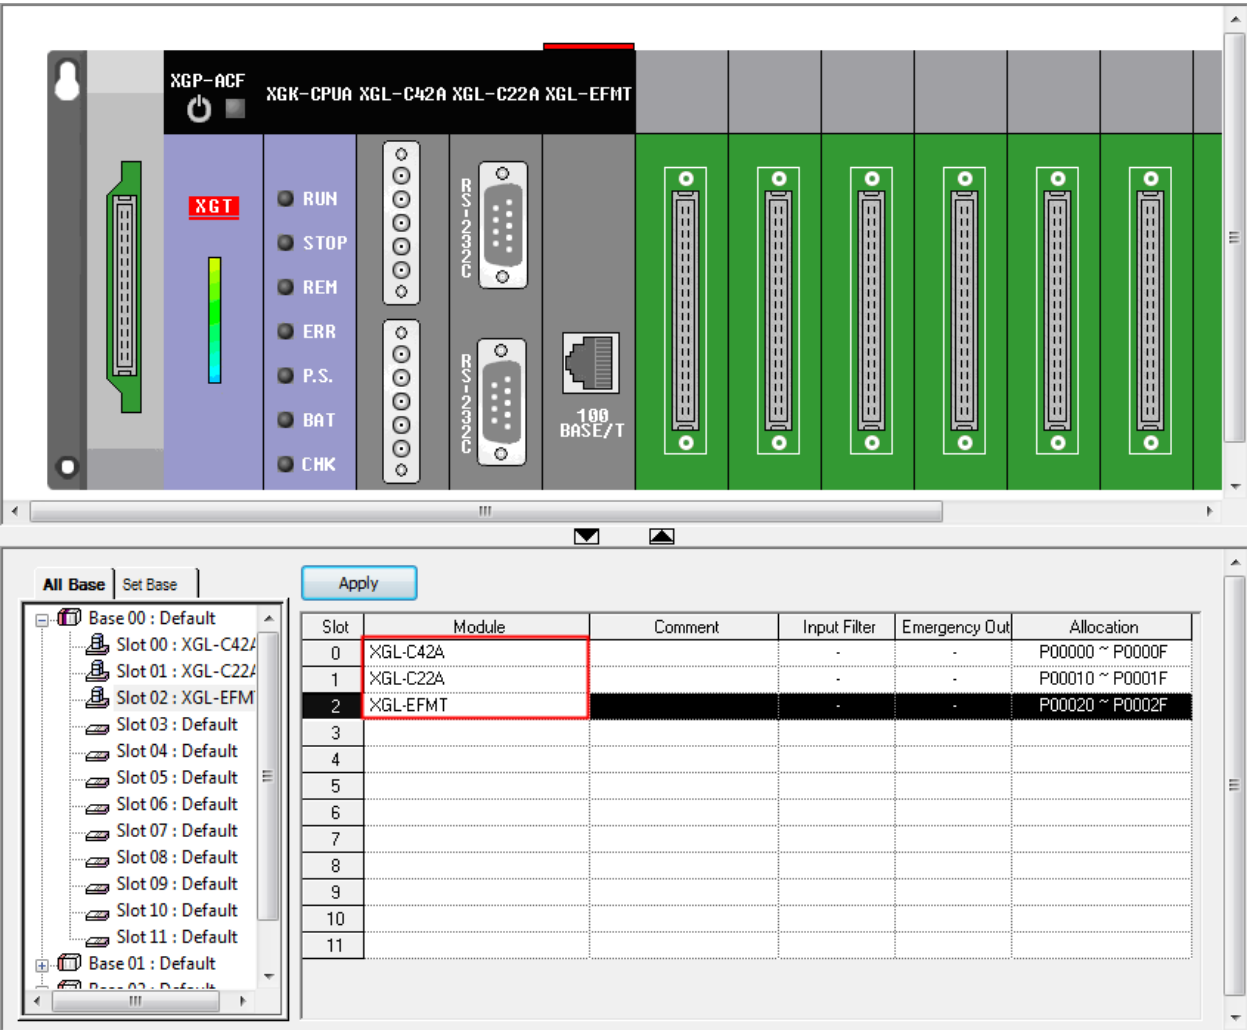 XGP-ACF
XGK-CPUA XGL-C42A XGL-C22A XGL-EFMT
XGT
RUN
STOP
REM
ERR
P.S.
BAT
CHK
RS-232C
RS-232C
100
BASE/T
All Base Set Base
Apply
Base 00 : Default
Slot 00 : XGL-C42A
Slot 01 : XGL-C22A
Slot 02 : XGL-EFM
Slot 03 : Default
Slot 04 : Default
Slot 05 : Default
Slot 06 : Default
Slot 07 : Default
Slot 08 : Default
Slot 09 : Default
Slot 10 : Default
Slot 11 : Default
Base 01 : Default
Base 02 : Default
Slot Module Comment Input Filter Emergency Out Allocation
0 XGL-C42A - - P00000 ~ P0000F
1 XGL-C22A - - P00010 ~ P0001F
2 XGL-EFMT - - P00020 ~ P0002F
3
4
5
6
7
8
9
10
11